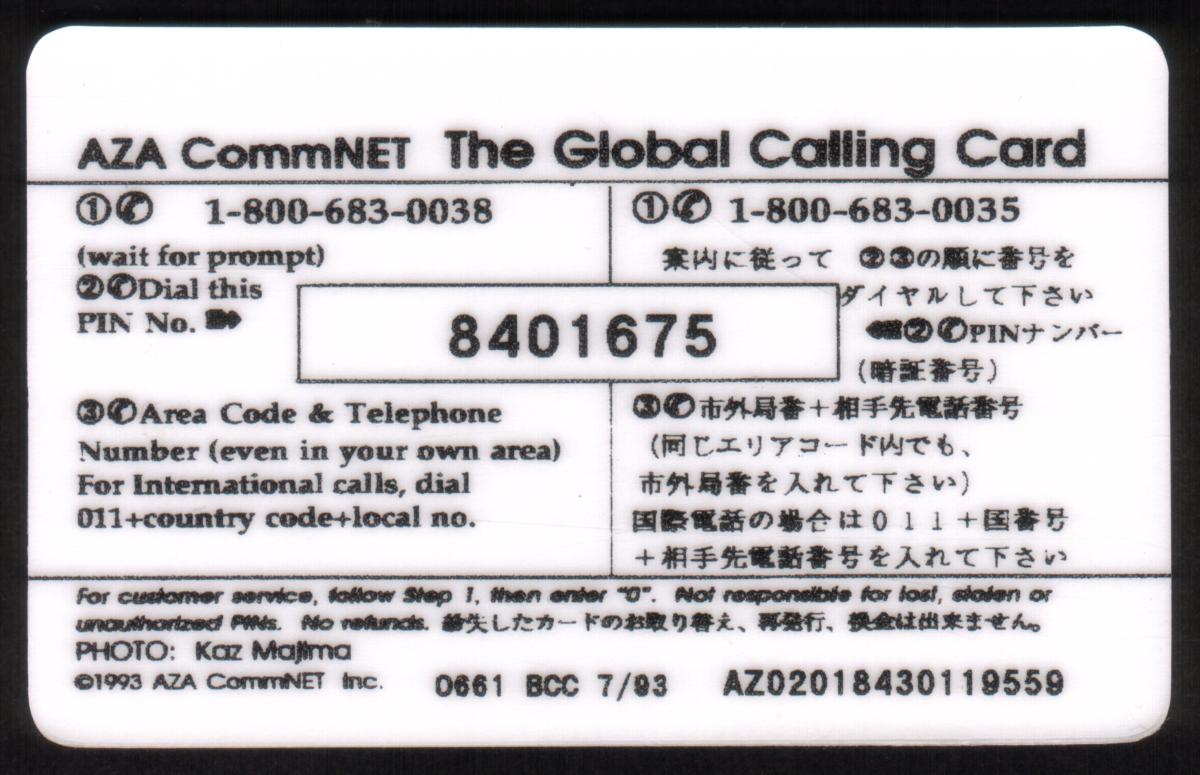 AZA CommNET The Global Calling Card
①✆ 1-800-683-0038
(wait for prompt)
②✆Dial this
PIN No.
8401675
③✆Area Code & Telephone
Number (even in your own area)
For International calls, dial
011+country code+local no.
①✆ 1-800-683-0035
案内に従って ②③の順に番号を
ダイヤルして下さい
②✆PINナンバー
(暗証番号)
③✆市外局番+相手先電話番号
(同じエリアコード内でも、
市外局番を入れて下さい)
国際電話の場合は011+国番号
+相手先電話番号を入れて下さい
For customer service, follow Step 1, then enter "0". Not responsible for lost, stolen or
unauthorized PINs. No refunds. 紛失したカードのお取り替え、再発行、換金は出来ません。
PHOTO: Kaz Majima
©1993 AZA CommNET Inc. 0661 BCC 7/93 AZ02018430119559